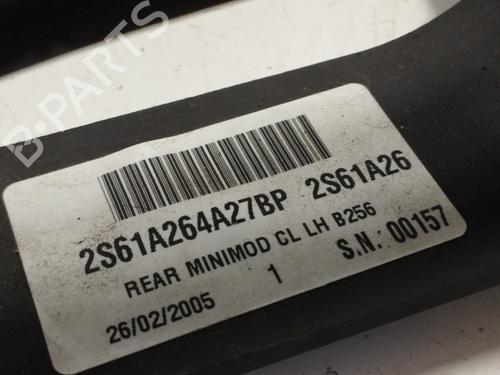 B-PARTS
2S61A264A27BP 2S61A26
REAR MINIMOD CL LH B256
26/02/2005 1 S.N.: 00157